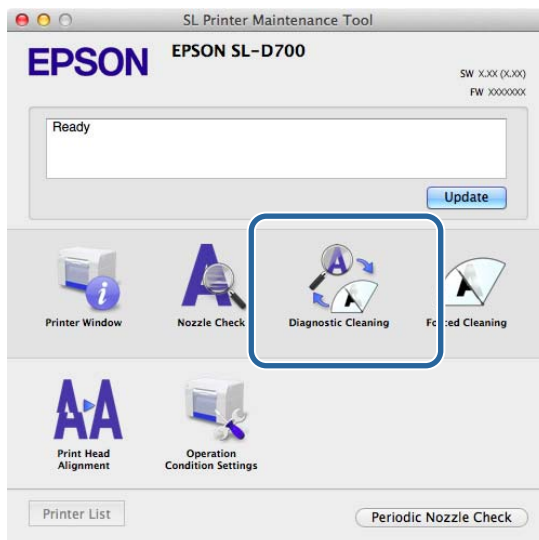 SL Printer Maintenance Tool
EPSON
EPSON SL-D700
SW X.XX (X.XX)
FW XXXXXXX
Ready
Update
Printer Window
Nozzle Check
Diagnostic Cleaning
Forced Cleaning
Print Head
Alignment
Operation
Condition Settings
Printer List
Periodic Nozzle Check